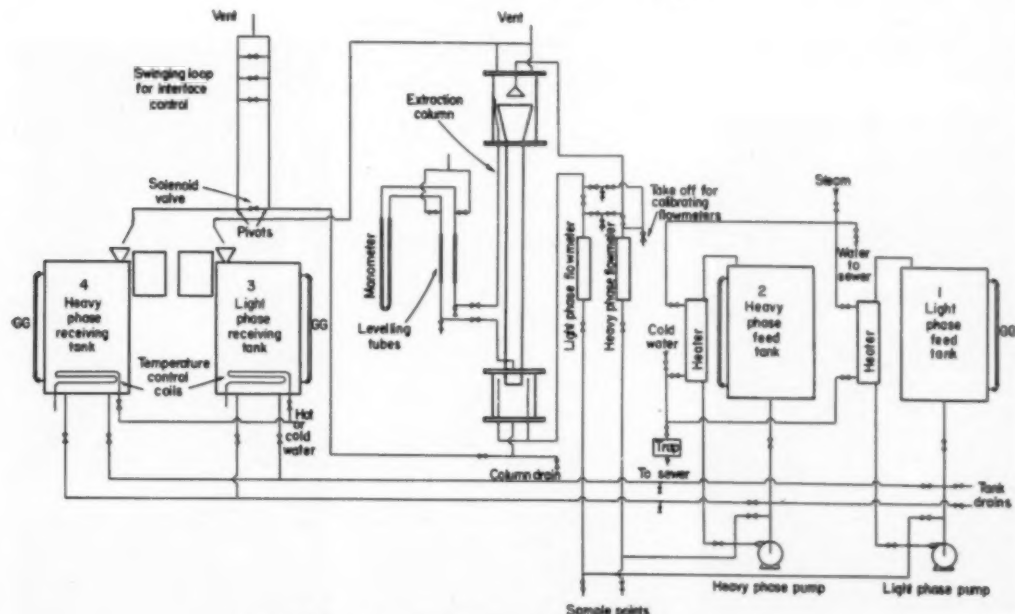 Vent
Swinging loop
for interface
control
Solenoid
valve
Pivots
4
Heavy
phase
receiving
tank
GG
3
Light
phase
receiving
tank
GG
Temperature
control
coils
Hot
or
cold
water
Vent
Extraction
column
Manometer
Levelling
tubes
Column drain
Light phase flowmeter
Heavy phase flowmeter
Take off for
calibrating
flowmeters
Steam
Water
to
sewer
Cold
water
Heater
2
Heavy
phase
feed
tank
Heater
1
Light
phase
feed
tank
GG
Trap
To sewer
Tank
drains
Heavy phase pump
Light phase pump
Sample points